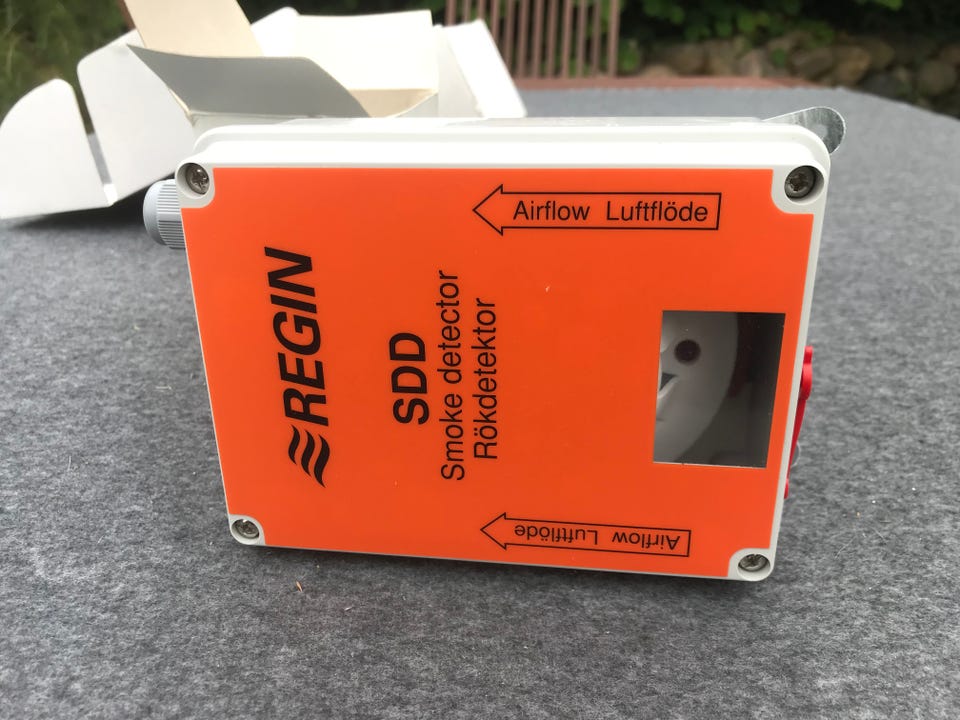 Airflow Luftflöde
REGIN
SDD
Smoke detector
Rökdetektor
Airflow Luftflöde